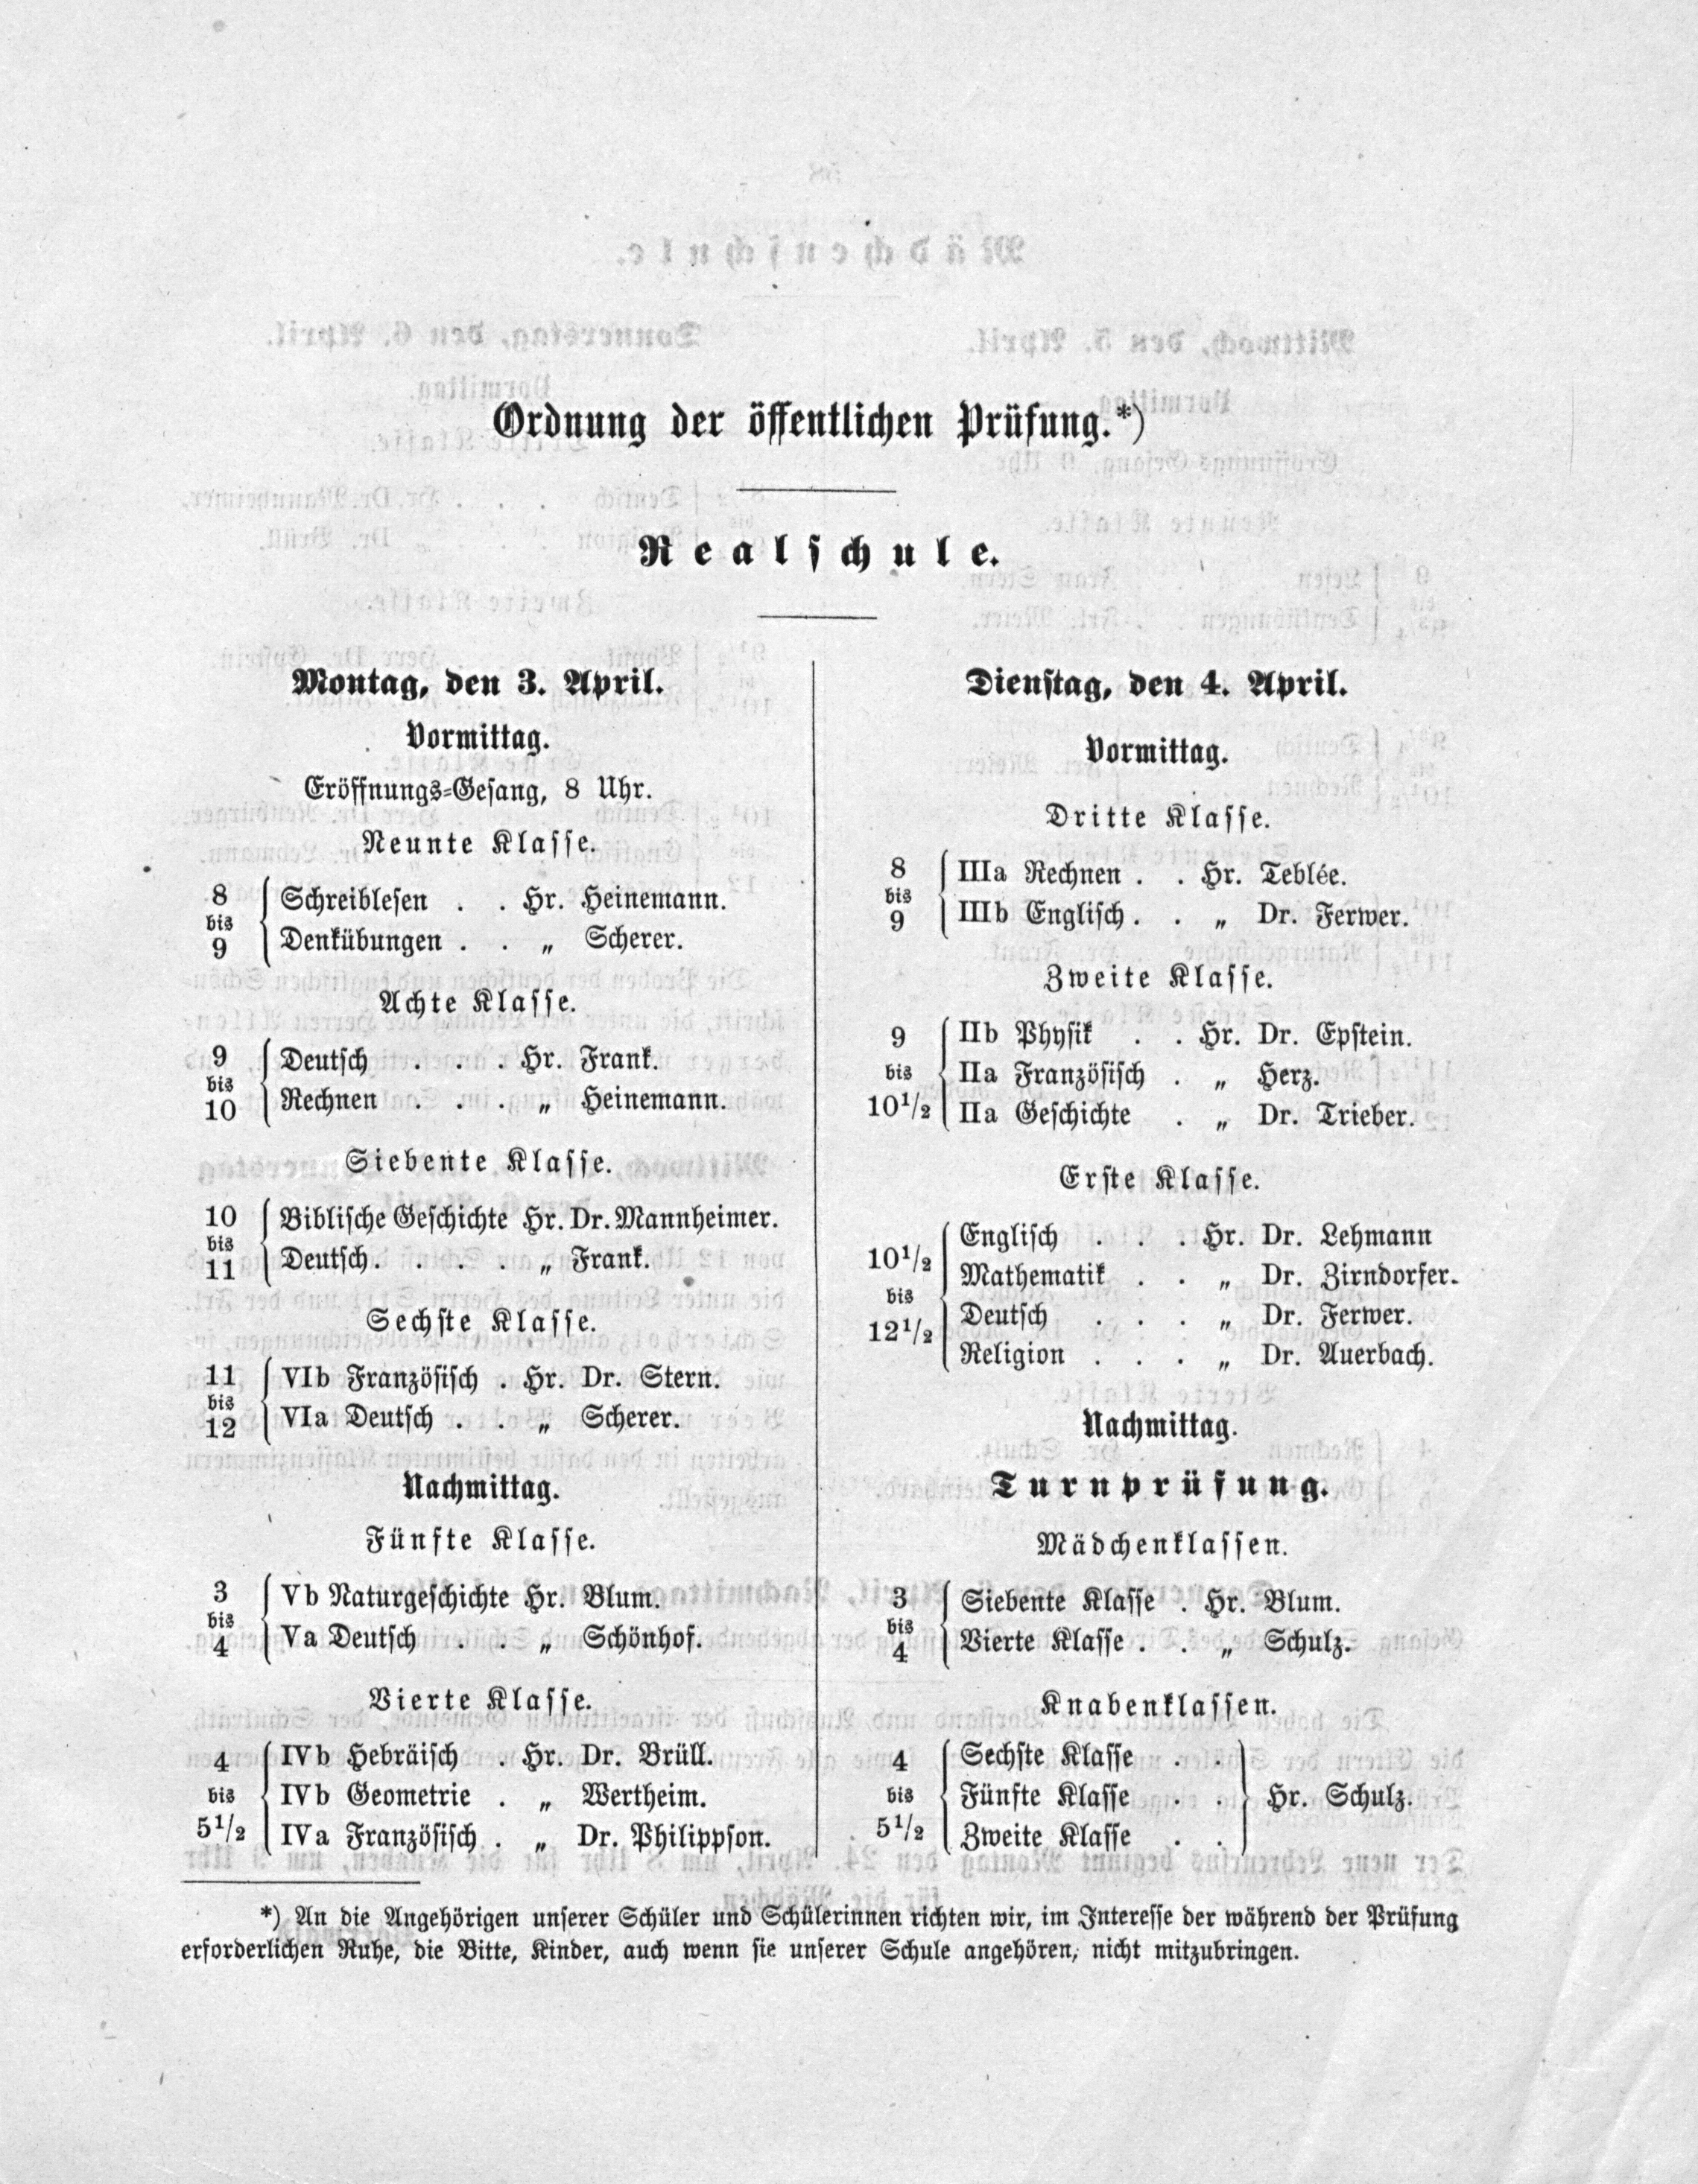 Ordnung der öffentlichen Prüfung.*)
Realschule.
Montag, den 3. April.
Vormittag.
Eröffnungs-Gesang, 8 Uhr.
Neunte Klasse.
8 bis 9
Schreiblesen . . Hr. Heinemann.
Denkübungen . . „ Scherer.
Achte Klasse.
9 bis 10
Deutsch . . . Hr. Frank.
Rechnen . . . „ Heinemann.
Siebente Klasse.
10 bis 11
Biblische Geschichte Hr. Dr. Mannheimer.
Deutsch . . . . „ Frank.
Sechste Klasse.
11 bis 12
VIb Französisch . Hr. Dr. Stern.
VIa Deutsch . . „ Scherer.
Nachmittag.
Fünfte Klasse.
3 bis 4
Vb Naturgeschichte Hr. Blum.
Va Deutsch . . „ Schönhof.
Vierte Klasse.
4 bis 5 1/2
IVb Hebräisch . Hr. Dr. Brüll.
IVb Geometrie . „ Wertheim.
IVa Französisch . „ Dr. Philippson.
Dienstag, den 4. April.
Vormittag.
Dritte Klasse.
8 bis 9
IIIa Rechnen . . Hr. Teblée.
IIIb Englisch . . „ Dr. Ferwer.
Zweite Klasse.
9 bis 10 1/2
IIb Physik . . Hr. Dr. Epstein.
IIa Französisch . „ Herz.
IIa Geschichte . „ Dr. Trieber.
Erste Klasse.
10 1/2 bis 12 1/2
Englisch . . . Hr. Dr. Lehmann
Mathematik . . „ Dr. Zirndorfer.
Deutsch . . . „ Dr. Ferwer.
Religion . . . „ Dr. Auerbach.
Nachmittag.
Turnprüfung.
Mädchenklassen.
3 bis 4
Siebente Klasse . Hr. Blum.
Vierte Klasse . . „ Schulz.
Knabenklassen.
4 bis 5 1/2
Sechste Klasse . .
Fünfte Klasse . . Hr. Schulz.
Zweite Klasse . .
*) An die Angehörigen unserer Schüler und Schülerinnen richten wir, im Interesse der während der Prüfung
erforderlichen Ruhe, die Bitte, Kinder, auch wenn sie unserer Schule angehören, nicht mitzubringen.